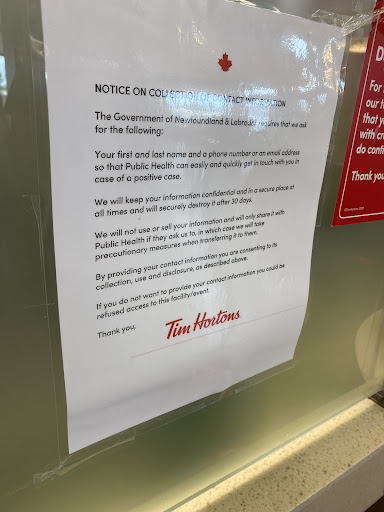 NOTICE ON COLLECTION OF CONTACT INFORMATION
The Government of Newfoundland & Labrador requires that we ask
for the following:
Your first and last name and a phone number or an email address
so that Public Health can easily and quickly get in touch with you in
case of a positive case.
We will keep your information confidential and in a secure place at
all times and will securely destroy it after 30 days.
We will not use or sell your information and will only share it with
Public Health if they ask us to, in which case we will take
precautionary measures when transferring it to them.
By providing your contact information you are consenting to its
collection, use and disclosure, as described above.
If you do not want to provide your contact information you could be
refused access to this facility/event.
Thank you,
Tim Hortons
For
our
that y
with c
do conti
Thank you